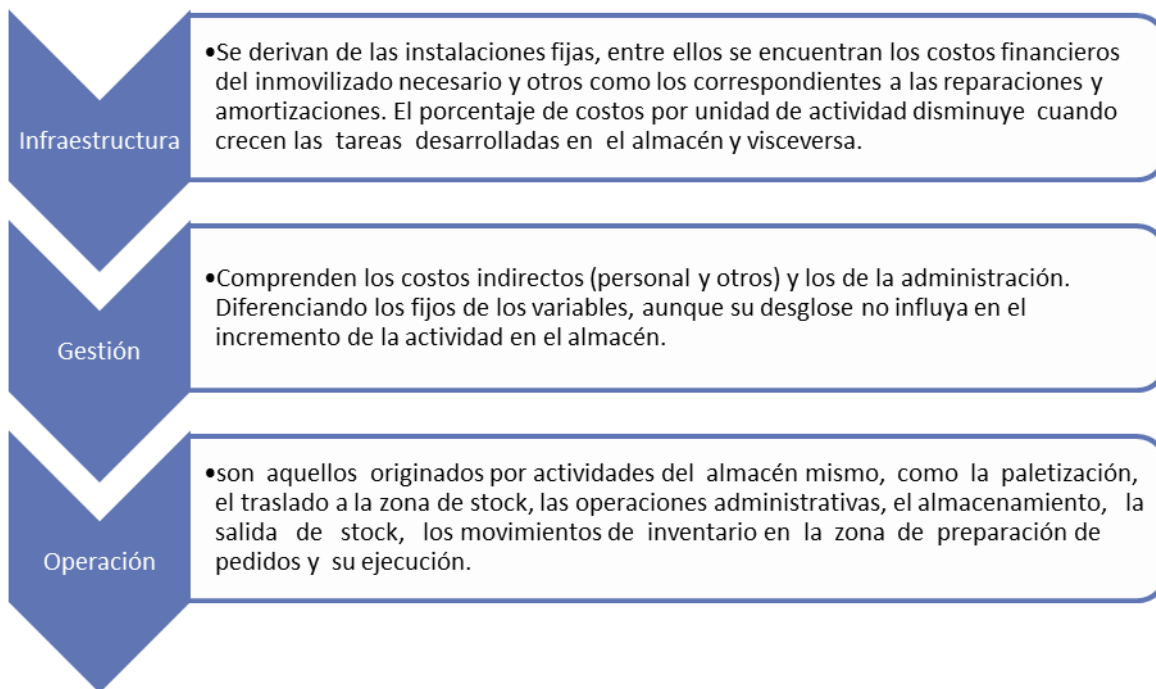 Infraestructura
•Se derivan de las instalaciones fijas, entre ellos se encuentran los costos financieros
del inmovilizado necesario y otros como los correspondientes a las reparaciones y
amortizaciones. El porcentaje de costos por unidad de actividad disminuye cuando
crecen las tareas desarrolladas en el almacén y visceversa.
Gestión
•Comprenden los costos indirectos (personal y otros) y los de la administración.
Diferenciando los fijos de los variables, aunque su desglose no influya en el
incremento de la actividad en el almacén.
Operación
•son aquellos originados por actividades del almacén mismo, como la paletización,
el traslado a la zona de stock, las operaciones administrativas, el almacenamiento, la
salida de stock, los movimientos de inventario en la zona de preparación de
pedidos y su ejecución.